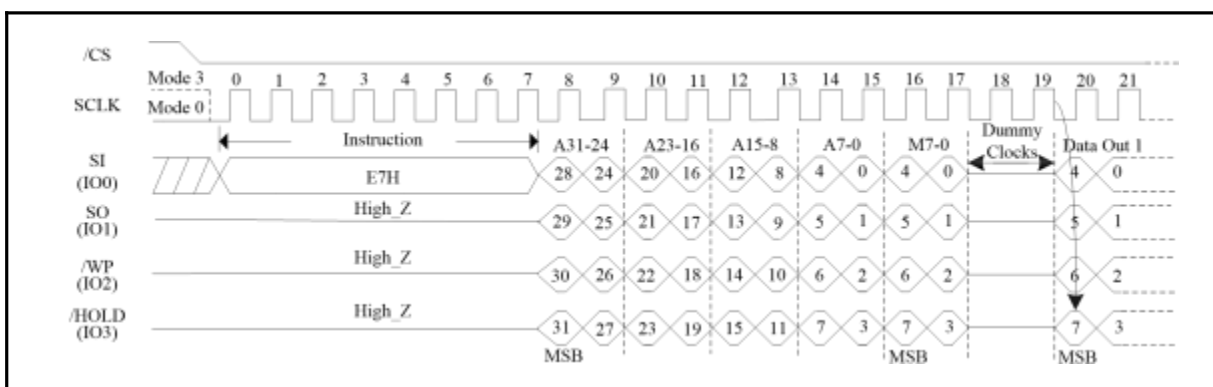 /CS
Mode 3 0 1 2 3 4 5 6 7 8 9 10 11 12 13 14 15 16 17 18 19 20 21
SCLK Mode 0
Instruction A31-24 A23-16 A15-8 A7-0 M7-0 Dummy Clocks Data Out 1
SI
(IO0) E7H 28 24 20 16 12 8 4 0 4 0 4 0
SO High_Z
(IO1) 29 25 21 17 13 9 5 1 5 1 5 1
/WP High_Z
(IO2) 30 26 22 18 14 10 6 2 6 2 6 2
/HOLD High_Z
(IO3) 31 27 23 19 15 11 7 3 7 3 7 3
MSB MSB MSB